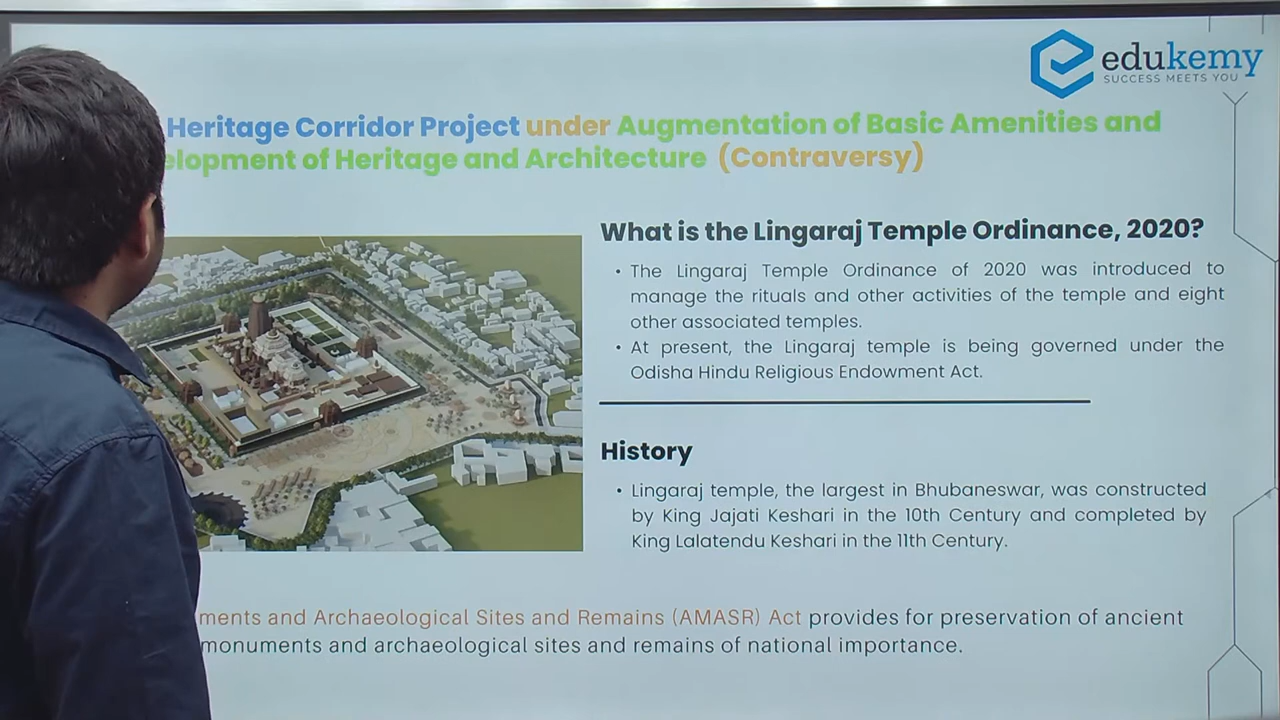 edukemy
SUCCESS MEETS YOU
Heritage Corridor Project under Augmentation of Basic Amenities and
elopment of Heritage and Architecture (Contraversy)
What is the Lingaraj Temple Ordinance, 2020?
• The Lingaraj Temple Ordinance of 2020 was introduced to
manage the rituals and other activities of the temple and eight
other associated temples.
• At present, the Lingaraj temple is being governed under the
Odisha Hindu Religious Endowment Act.
History
• Lingaraj temple, the largest in Bhubaneswar, was constructed
by King Jajati Keshari in the 10th Century and completed by
King Lalatendu Keshari in the 11th Century.
ments and Archaeological Sites and Remains (AMASR) Act provides for preservation of ancient
monuments and archaeological sites and remains of national importance.